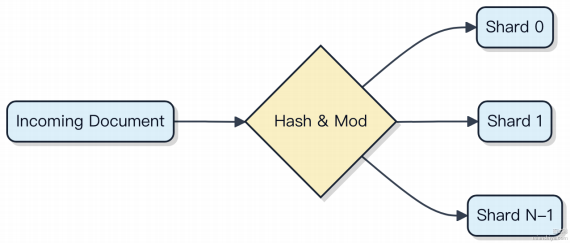 Incoming Document
Hash & Mod
Shard 0
Shard 1
Shard N–1